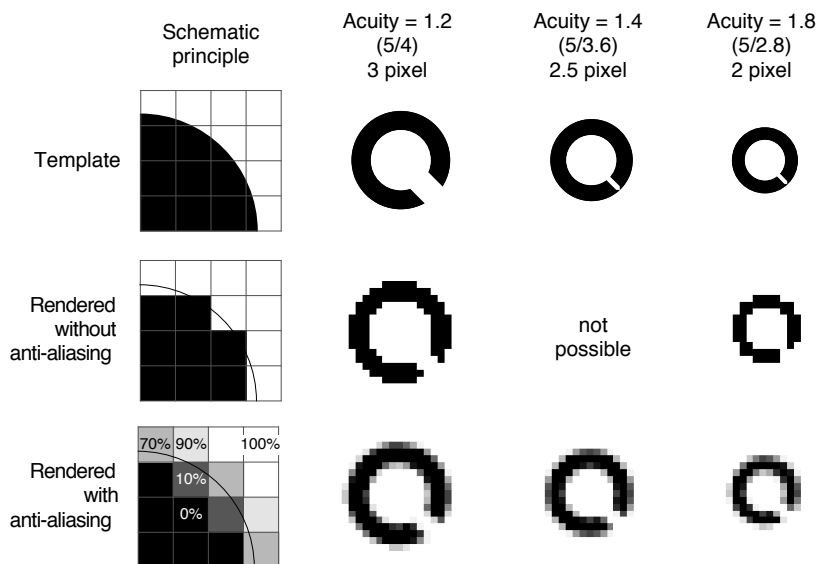 Schematic
principle
Acuity = 1.2
(5/4)
3 pixel
Acuity = 1.4
(5/3.6)
2.5 pixel
Acuity = 1.8
(5/2.8)
2 pixel
Template
Rendered
without
anti-aliasing
not
possible
Rendered
with
anti-aliasing
70% 90% 100%
10%
0%